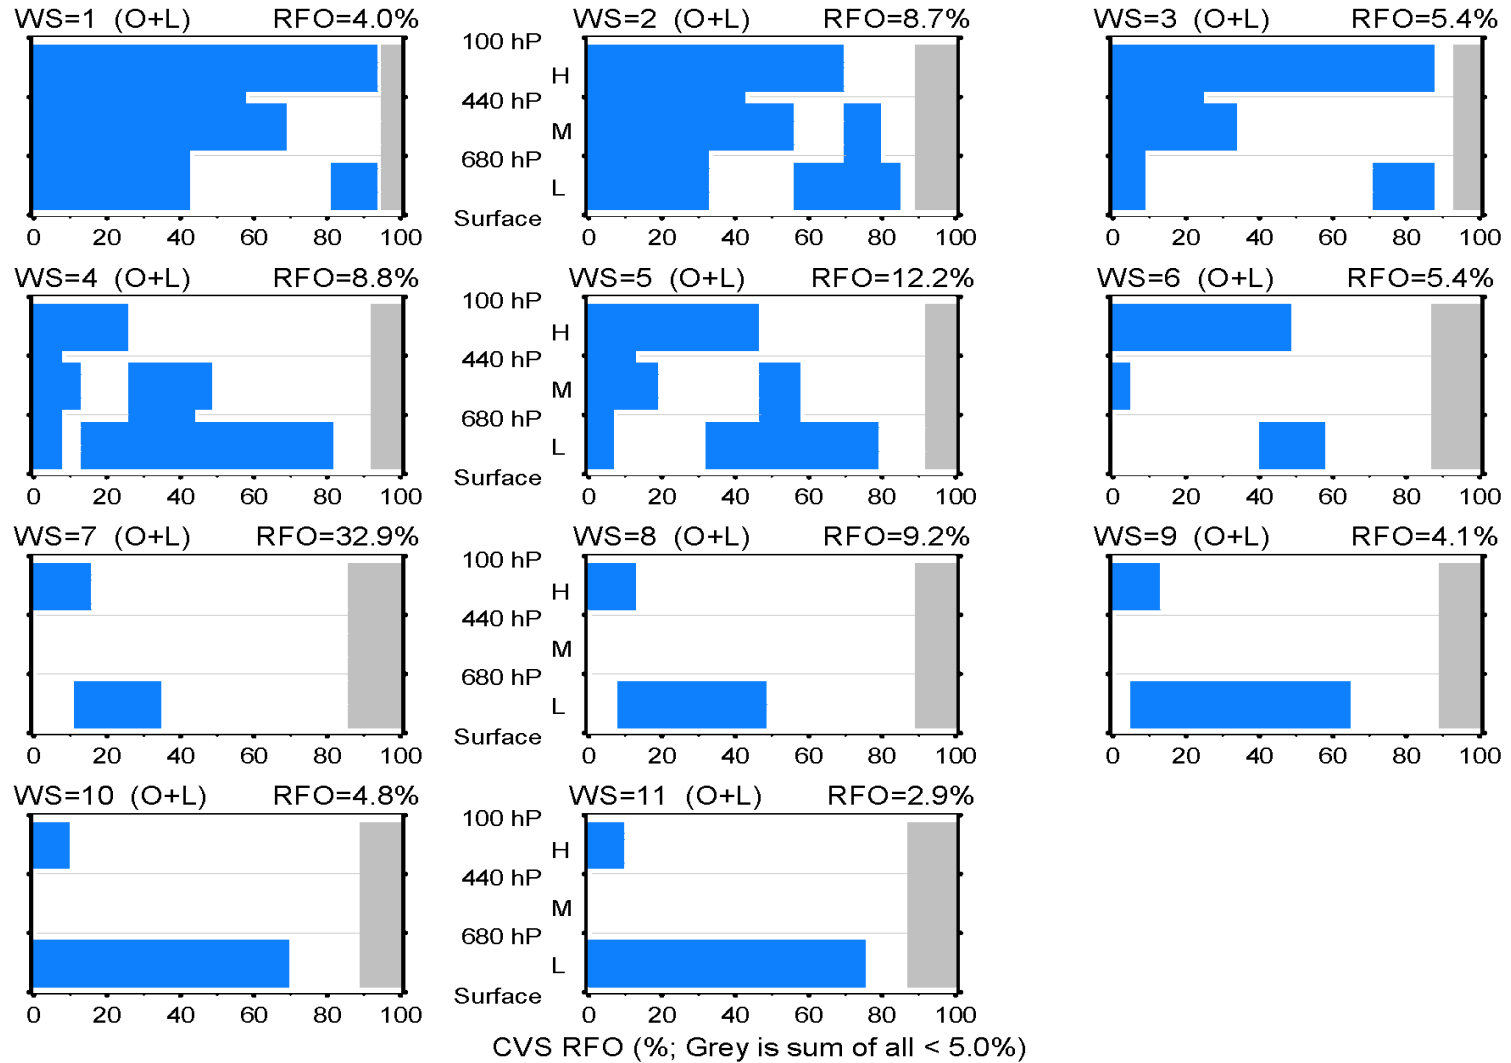 WS=1 (O+L) RFO=4.0% WS=2 (O+L) RFO=8.7% WS=3 (O+L) RFO=5.4%
100 hP
H
440 hP
M
680 hP
L
Surface
0 20 40 60 80 100 0 20 40 60 80 100 0 20 40 60 80 100
WS=4 (O+L) RFO=8.8% WS=5 (O+L) RFO=12.2% WS=6 (O+L) RFO=5.4%
100 hP
H
440 hP
M
680 hP
L
Surface
0 20 40 60 80 100 0 20 40 60 80 100 0 20 40 60 80 100
WS=7 (O+L) RFO=32.9% WS=8 (O+L) RFO=9.2% WS=9 (O+L) RFO=4.1%
100 hP
H
440 hP
M
680 hP
L
Surface
0 20 40 60 80 100 0 20 40 60 80 100 0 20 40 60 80 100
WS=10 (O+L) RFO=4.8% WS=11 (O+L) RFO=2.9%
100 hP
H
440 hP
M
680 hP
L
Surface
0 20 40 60 80 100 0 20 40 60 80 100
CVS RFO (%; Grey is sum of all < 5.0%)